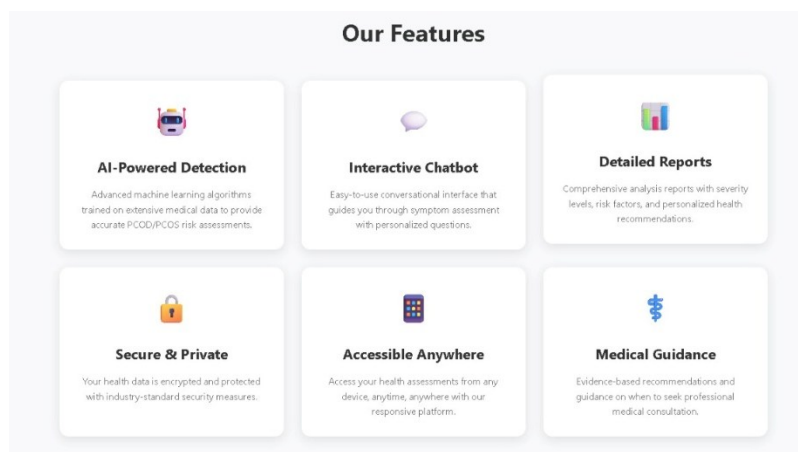 Our Features
AI-Powered Detection
Advanced machine learning algorithms
trained on extensive medical data to provide
accurate PCOD/PCOS risk assessments.
Interactive Chatbot
Easy-to-use conversational interface that
guides you through symptom assessment
with personalized questions.
Detailed Reports
Comprehensive analysis reports with severity
levels, risk factors, and personalized health
recommendations.
Secure & Private
Your health data is encrypted and protected
with industry-standard security measures.
Accessible Anywhere
Access your health assessments from any
device, anytime, anywhere with our
responsive platform.
Medical Guidance
Evidence-based recommendations and
guidance on when to seek professional
medical consultation.